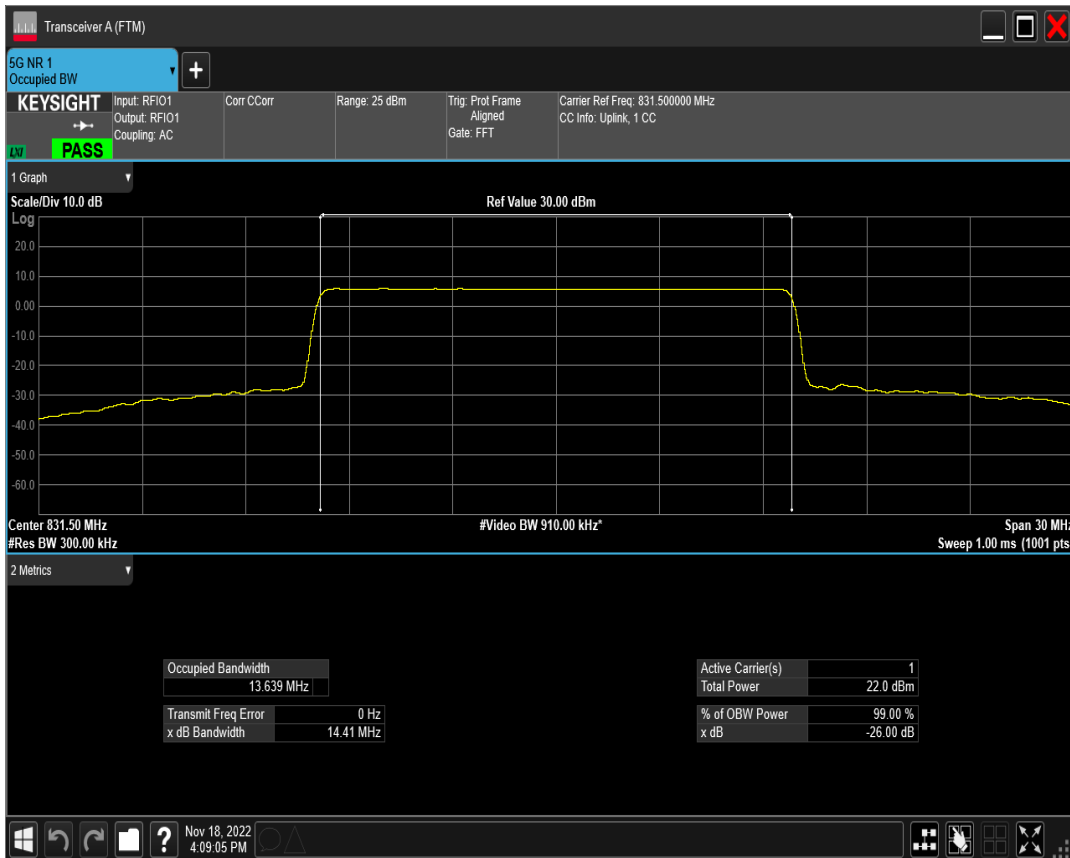 Transceiver A (FTM)
5G NR 1
Occupied BW
+
KEYSIGHT
LXI
PASS
Input: RFIO1
Output: RFIO1
Coupling: AC
Corr CCorr
Range: 25 dBm
Trig: Prot Frame
Aligned
Gate: FFT
Carrier Ref Freq: 831.500000 MHz
CC Info: Uplink, 1 CC
1 Graph
Scale/Div 10.0 dB
Ref Value 30.00 dBm
Log
20.0
10.0
0.00
-10.0
-20.0
-30.0
-40.0
-50.0
-60.0
Center 831.50 MHz
#Video BW 910.00 kHz*
Span 30 MHz
#Res BW 300.00 kHz
Sweep 1.00 ms (1001 pts
2 Metrics
Occupied Bandwidth
13.639 MHz
Transmit Freq Error 0 Hz
x dB Bandwidth 14.41 MHz
Active Carrier(s) 1
Total Power 22.0 dBm
% of OBW Power 99.00 %
x dB -26.00 dB
?
Nov 18, 2022
4:09:05 PM